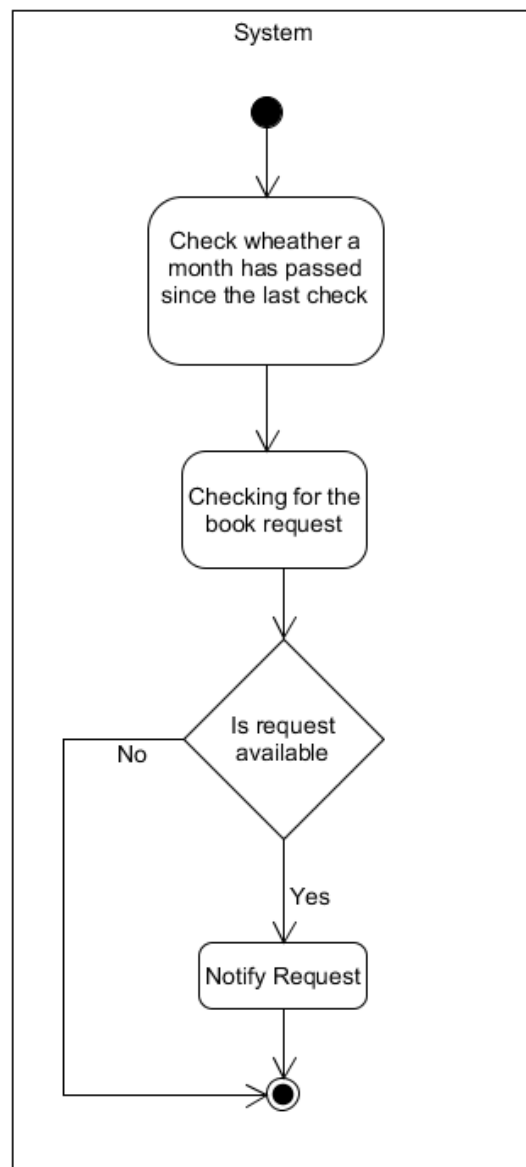 System
Check wheather a
month has passed
since the last check
Checking for the
book request
Is request
available
No
Yes
Notify Request